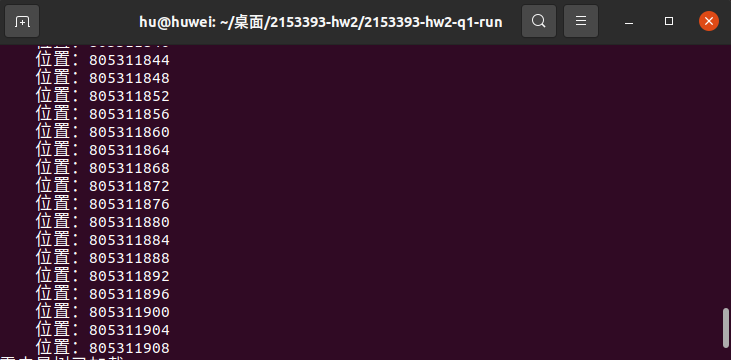 hu@huwei: ~/桌面/2153393-hw2/2153393-hw2-q1-run
位置：805311844
位置：805311848
位置：805311852
位置：805311856
位置：805311860
位置：805311864
位置：805311868
位置：805311872
位置：805311876
位置：805311880
位置：805311884
位置：805311888
位置：805311892
位置：805311896
位置：805311900
位置：805311904
位置：805311908